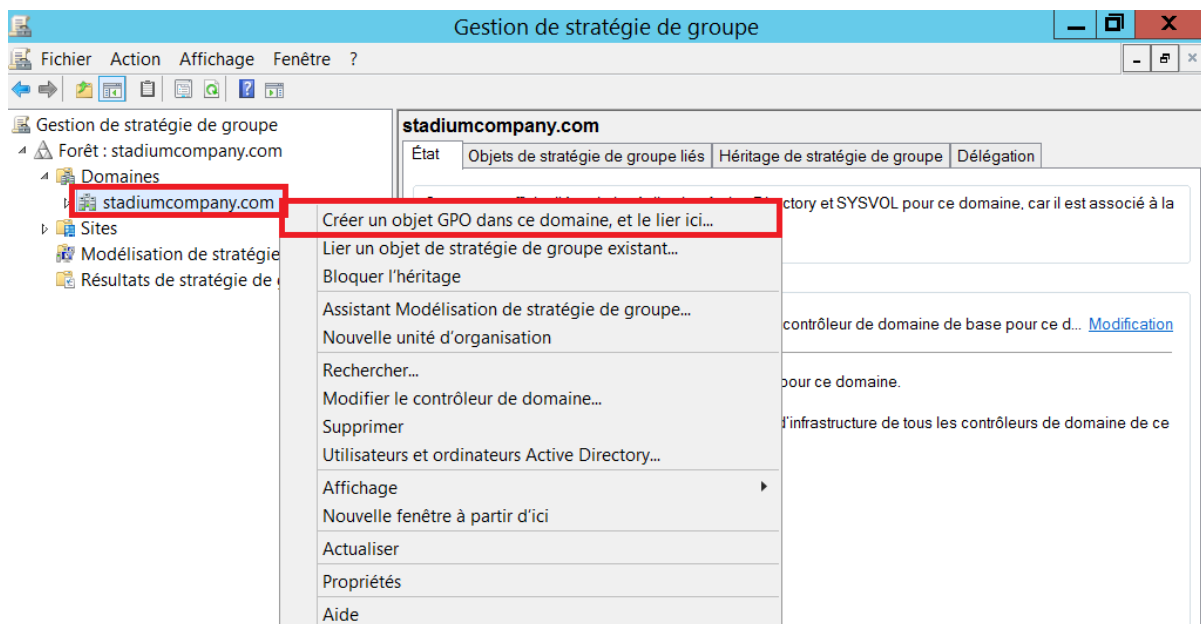 Gestion de stratégie de groupe
Fichier Action Affichage Fenêtre ?
Gestion de stratégie de groupe
Forêt : stadiumcompany.com
Domaines
stadiumcompany.com
Sites
Modélisation de stratégie
Résultats de stratégie de
stadiumcompany.com
État Objets de stratégie de groupe liés Héritage de stratégie de groupe Délégation
ctory et SYSVOL pour ce domaine, car il est associé à la
contrôleur de domaine de base pour ce d... Modification
pour ce domaine.
d'infrastructure de tous les contrôleurs de domaine de ce
Créer un objet GPO dans ce domaine, et le lier ici...
Lier un objet de stratégie de groupe existant...
Bloquer l'héritage
Assistant Modélisation de stratégie de groupe...
Nouvelle unité d'organisation
Rechercher...
Modifier le contrôleur de domaine...
Supprimer
Utilisateurs et ordinateurs Active Directory...
Affichage
Nouvelle fenêtre à partir d'ici
Actualiser
Propriétés
Aide